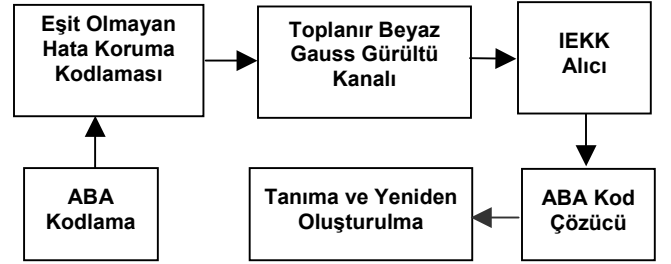 Eşit Olmayan
Hata Koruma
Kodlaması
Toplanır Beyaz
Gauss Gürültü
Kanalı
IEKK
Alıcı
ABA
Kodlama
Tanıma ve Yeniden
Oluşturulma
ABA Kod
Çözücü